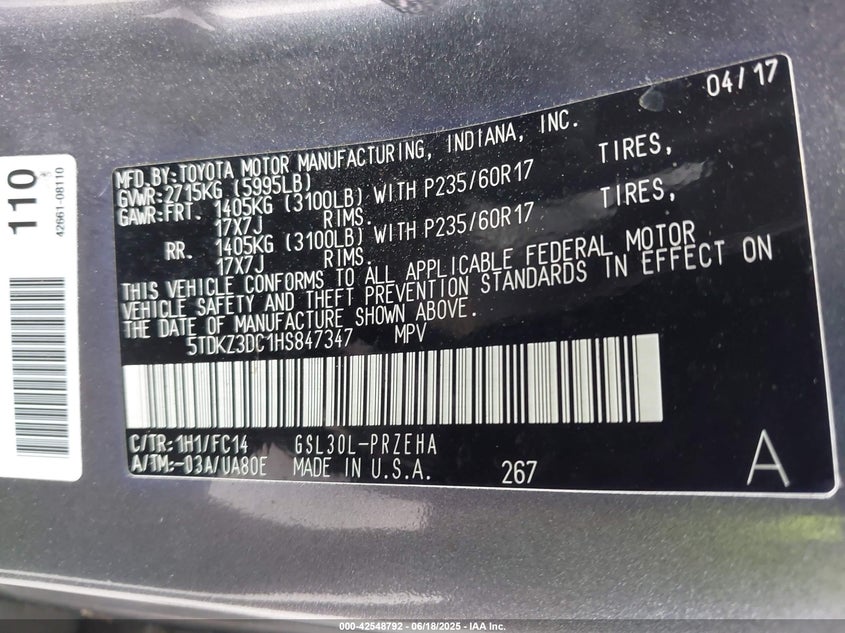 04/17
MFD.BY:TOYOTA MOTOR MANUFACTURING, INDIANA, INC.
GVWR:2715KG (5995LB)
GAWR:FRT. 1405KG (3100LB) WITH P235/60R17 TIRES,
17X7J RIMS.
RR. 1405KG (3100LB) WITH P235/60R17 TIRES,
17X7J RIMS.
THIS VEHICLE CONFORMS TO ALL APPLICABLE FEDERAL MOTOR
VEHICLE SAFETY AND THEFT PREVENTION STANDARDS IN EFFECT ON
THE DATE OF MANUFACTURE SHOWN ABOVE.
5TDKZ3DC1HS847347 MPV
C/TR:1H1/FC14 GSL30L-PRZEHA
A/TM:-03A/UA80E MADE IN U.S.A. 267 A
110
42661-08110
000-42548792 - 06/18/2025 - IAA Inc.